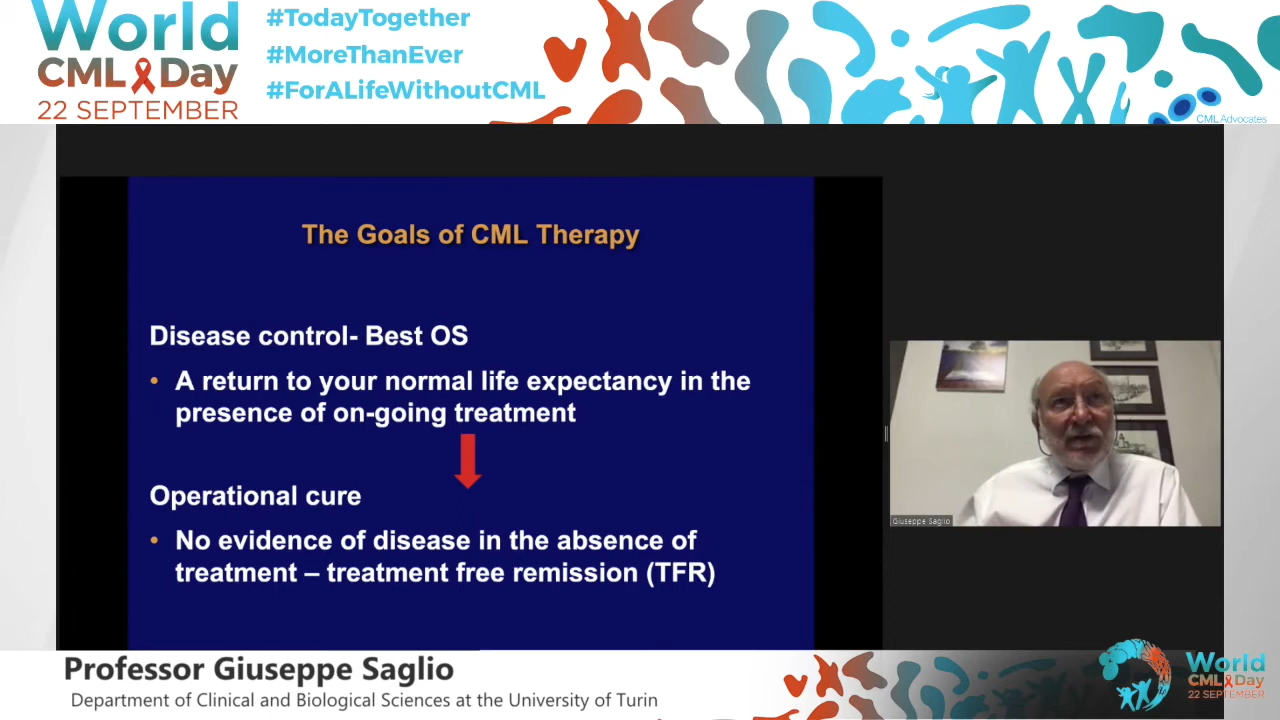 World
CML Day
22 SEPTEMBER
#TodayTogether
#MoreThanEver
#ForALifeWithoutCML
CML Advocates
The Goals of CML Therapy
Disease control- Best OS
• A return to your normal life expectancy in the
presence of on-going treatment
Operational cure
• No evidence of disease in the absence of
treatment – treatment free remission (TFR)
Giuseppe Saglio
Professor Giuseppe Saglio
Department of Clinical and Biological Sciences at the University of Turin
World
CML Day
22 SEPTEMBER